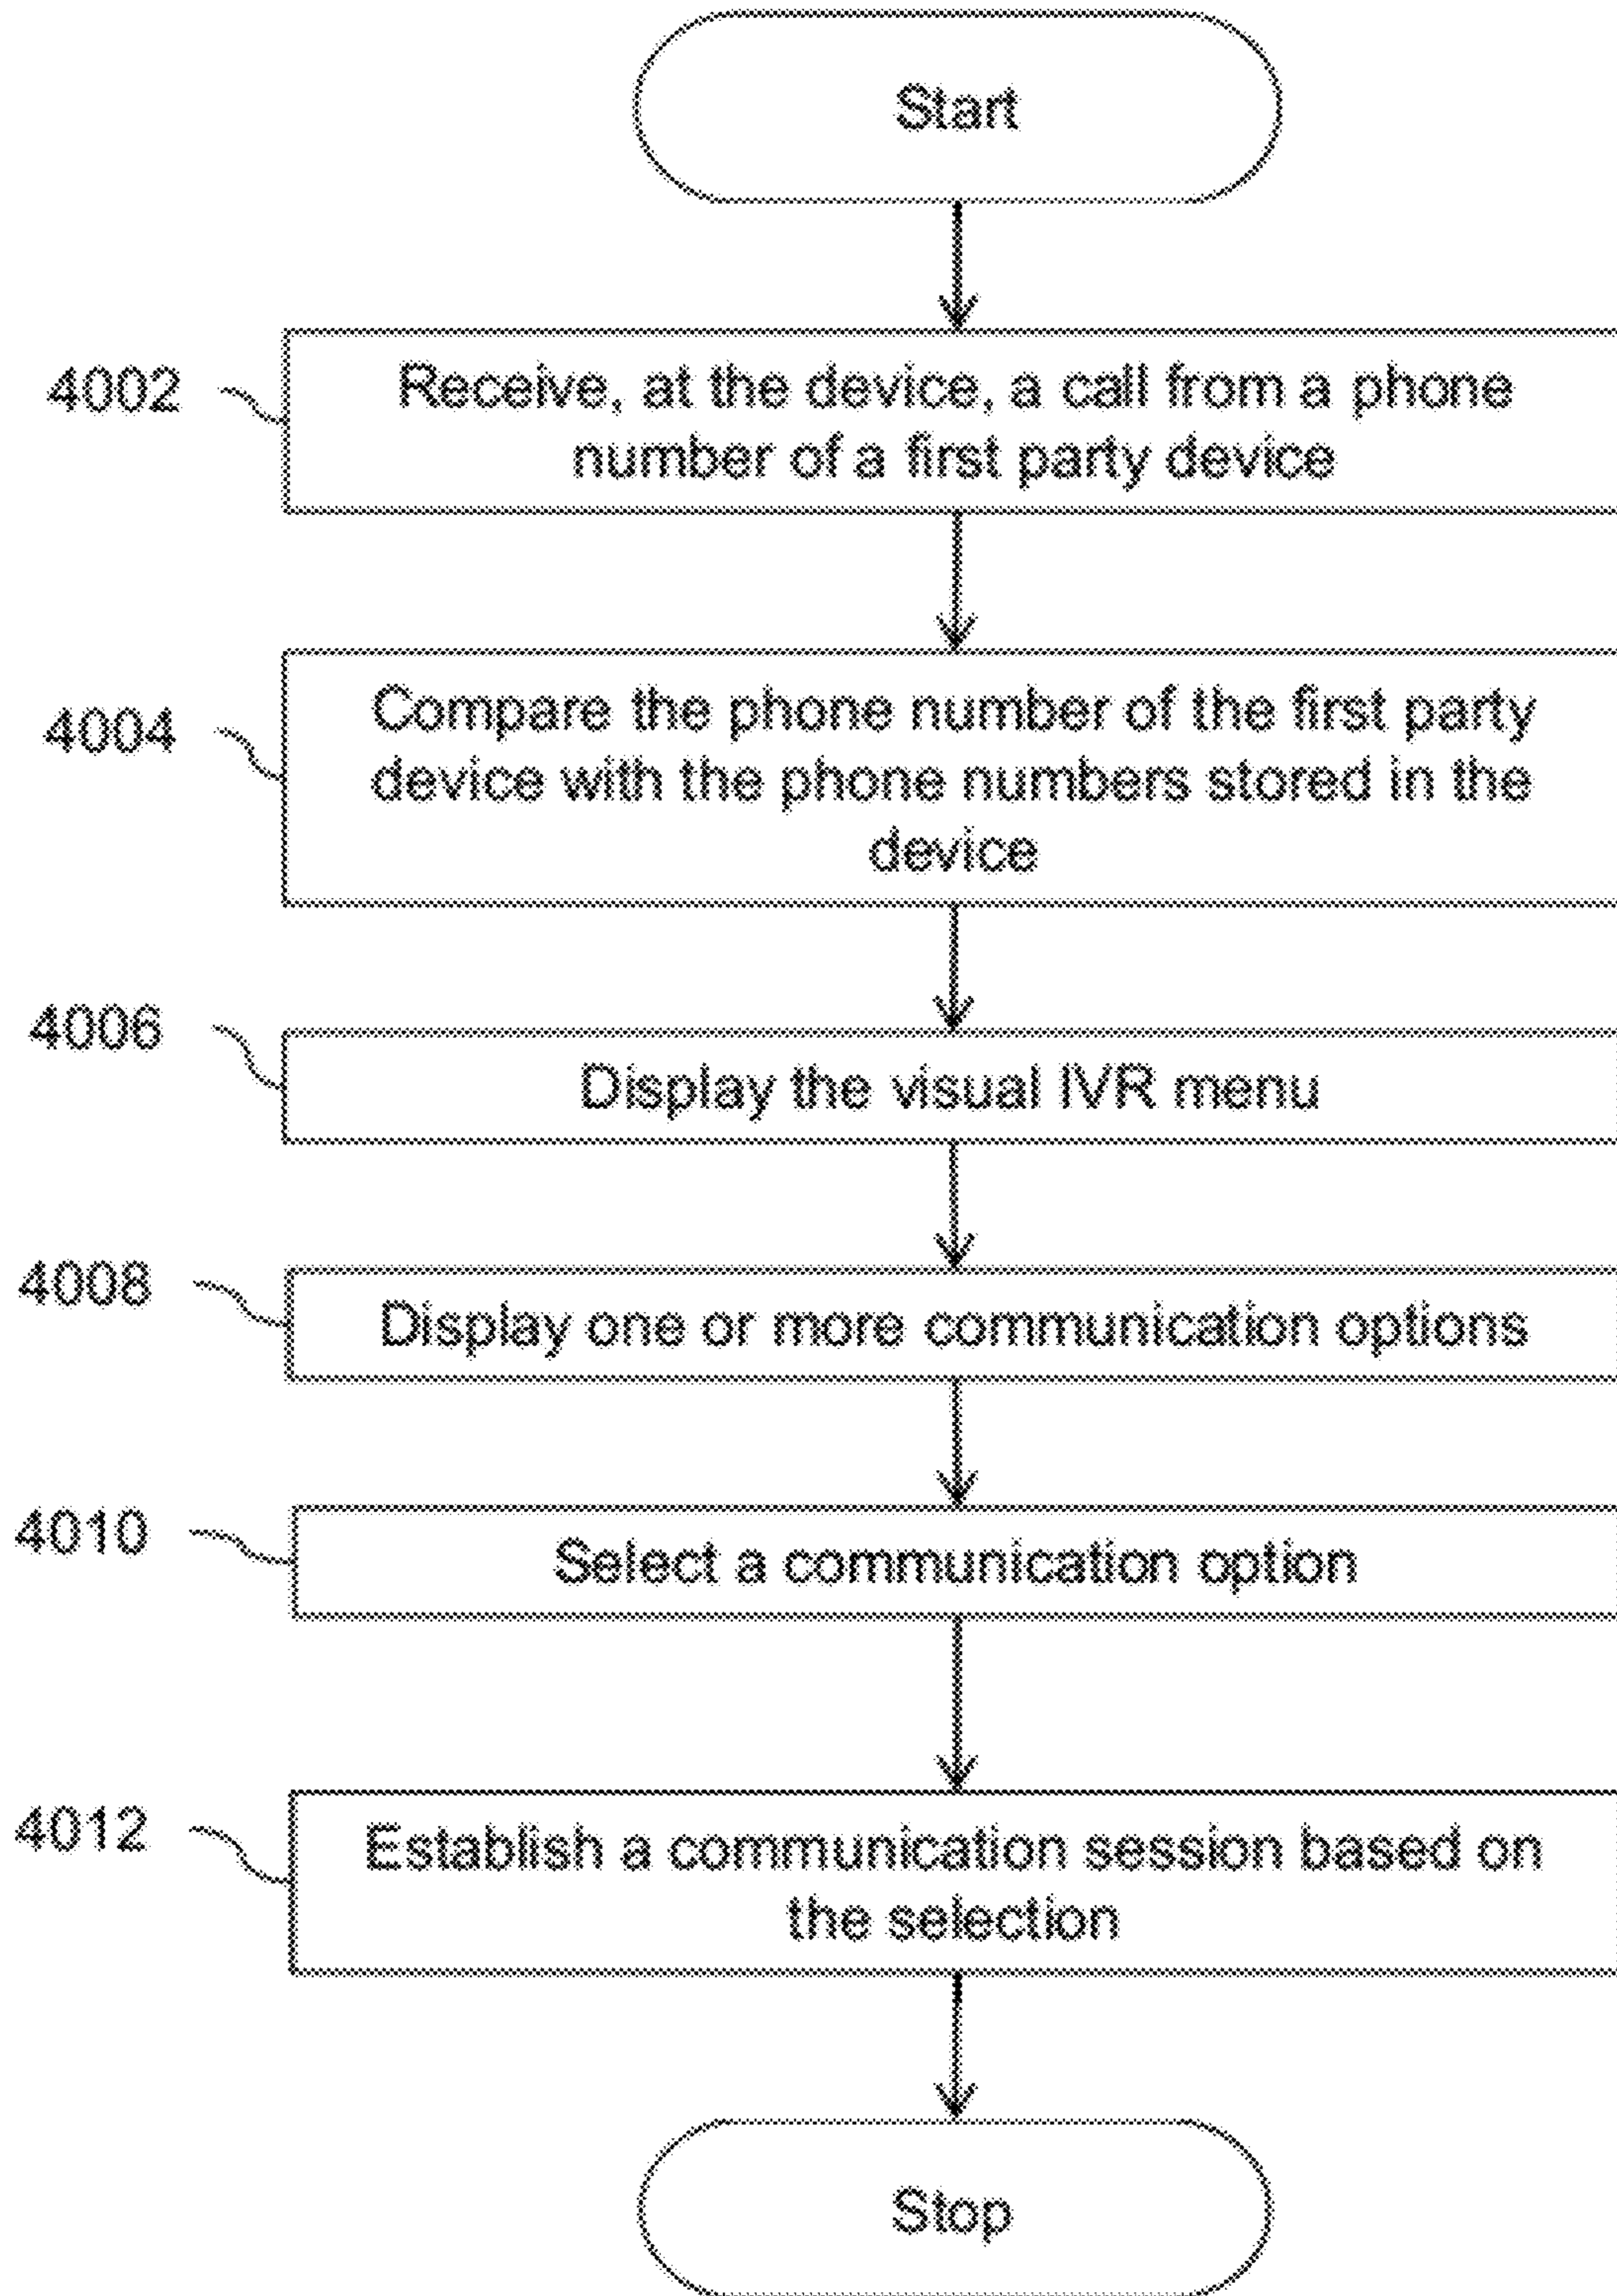 Start
4002
Receive, at the device, a call from a phone
number of a first party device
4004
Compare the phone number of the first party
device with the phone numbers stored in the
device
4006
Display the visual IVR menu
4008
Display one or more communication options
4010
Select a communication option
4012
Establish a communication session based on
the selection
Stop